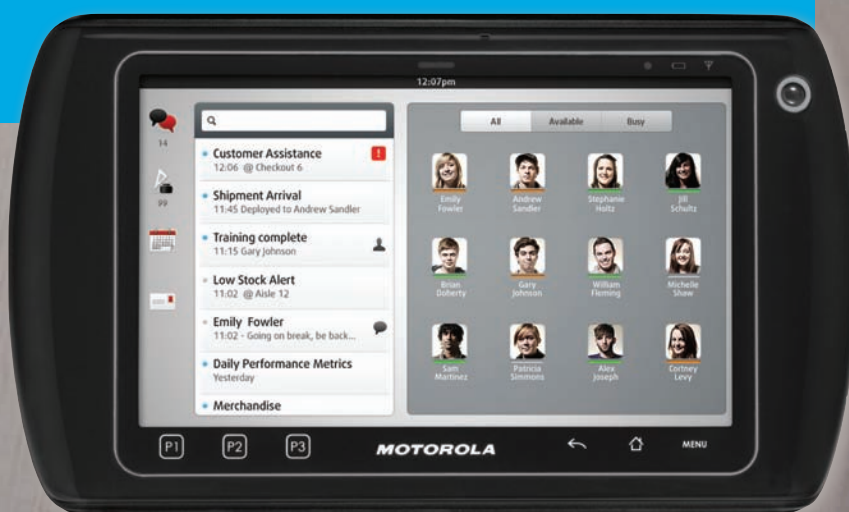 12:07pm
14
99
Customer Assistance
12:06 @ Checkout 6
Shipment Arrival
11:45 Deployed to Andrew Sandler
Training complete
11:15 Gary Johnson
Low Stock Alert
11:02 @ Aisle 12
Emily Fowler
11:02 - Going on break, be back...
Daily Performance Metrics
Yesterday
Merchandise
All Available Busy
Emily
Fowler
Andrew
Sandler
Stephanie
Holtz
Jill
Schultz
Brian
Doherty
Gary
Johnson
William
Fleming
Michelle
Shaw
Sam
Martinez
Patricia
Simmons
Alex
Joseph
Cortney
Levy
P1 P2 P3 MOTOROLA MENU